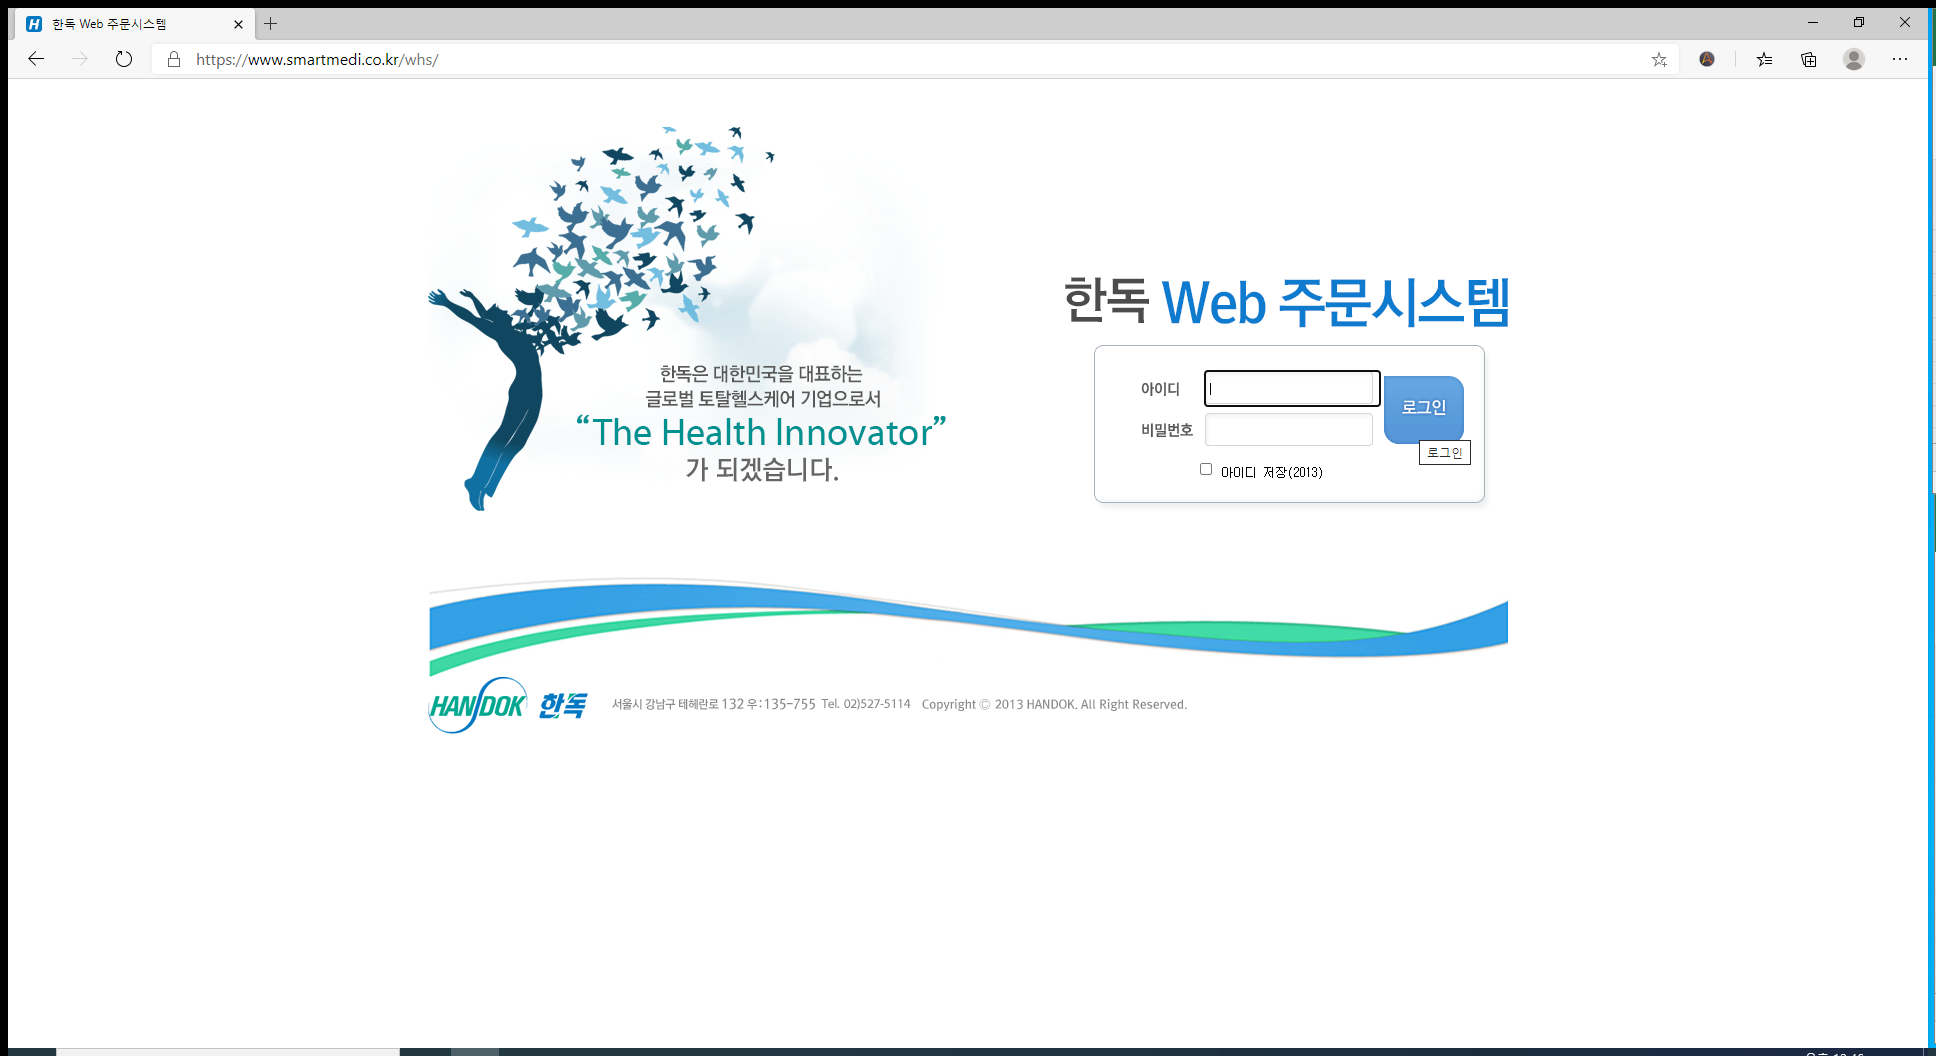 한독 Web 주문시스템
https://www.smartmedi.co.kr/whs/
한독은 대한민국을 대표하는
글로벌 토탈헬스케어 기업으로서
“The Health Innovator”
가 되겠습니다.
한독 Web 주문시스템
아이디
비밀번호
로그인
로그인
아이디 저장(2013)
HANDOK 한독
서울시 강남구 테헤란로 132 우:135-755 Tel. 02)527-5114 Copyright © 2013 HANDOK. All Right Reserved.